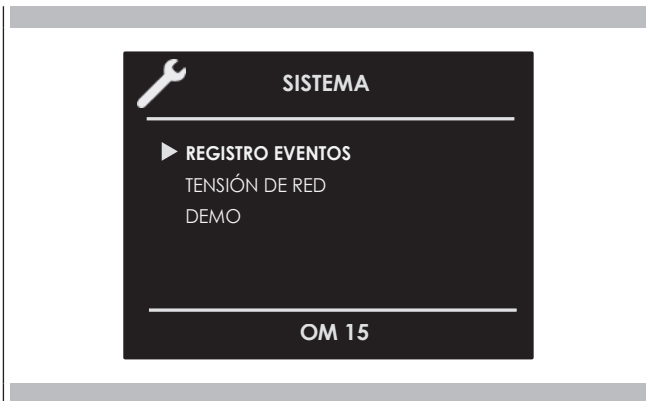 SISTEMA
REGISTRO EVENTOS
TENSIÓN DE RED
DEMO
OM 15